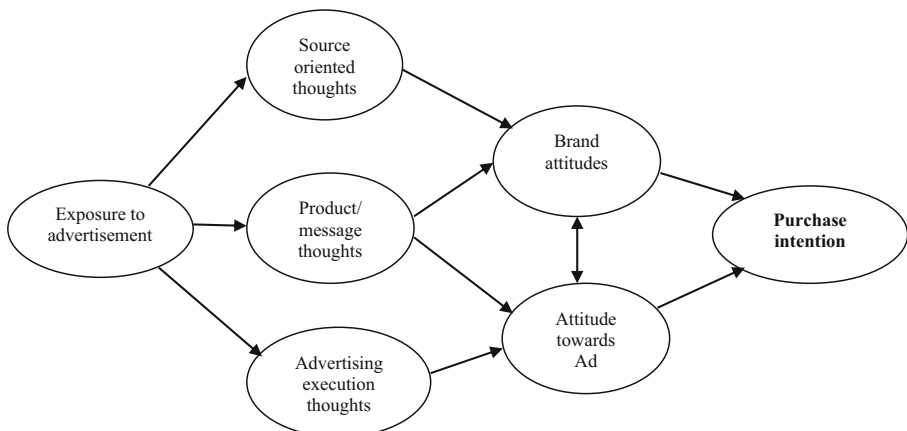 Source
oriented
thoughts
Brand
attitudes
Exposure to
advertisement
Product/
message
thoughts
Purchase
intention
Attitude
towards
Ad
Advertising
execution
thoughts